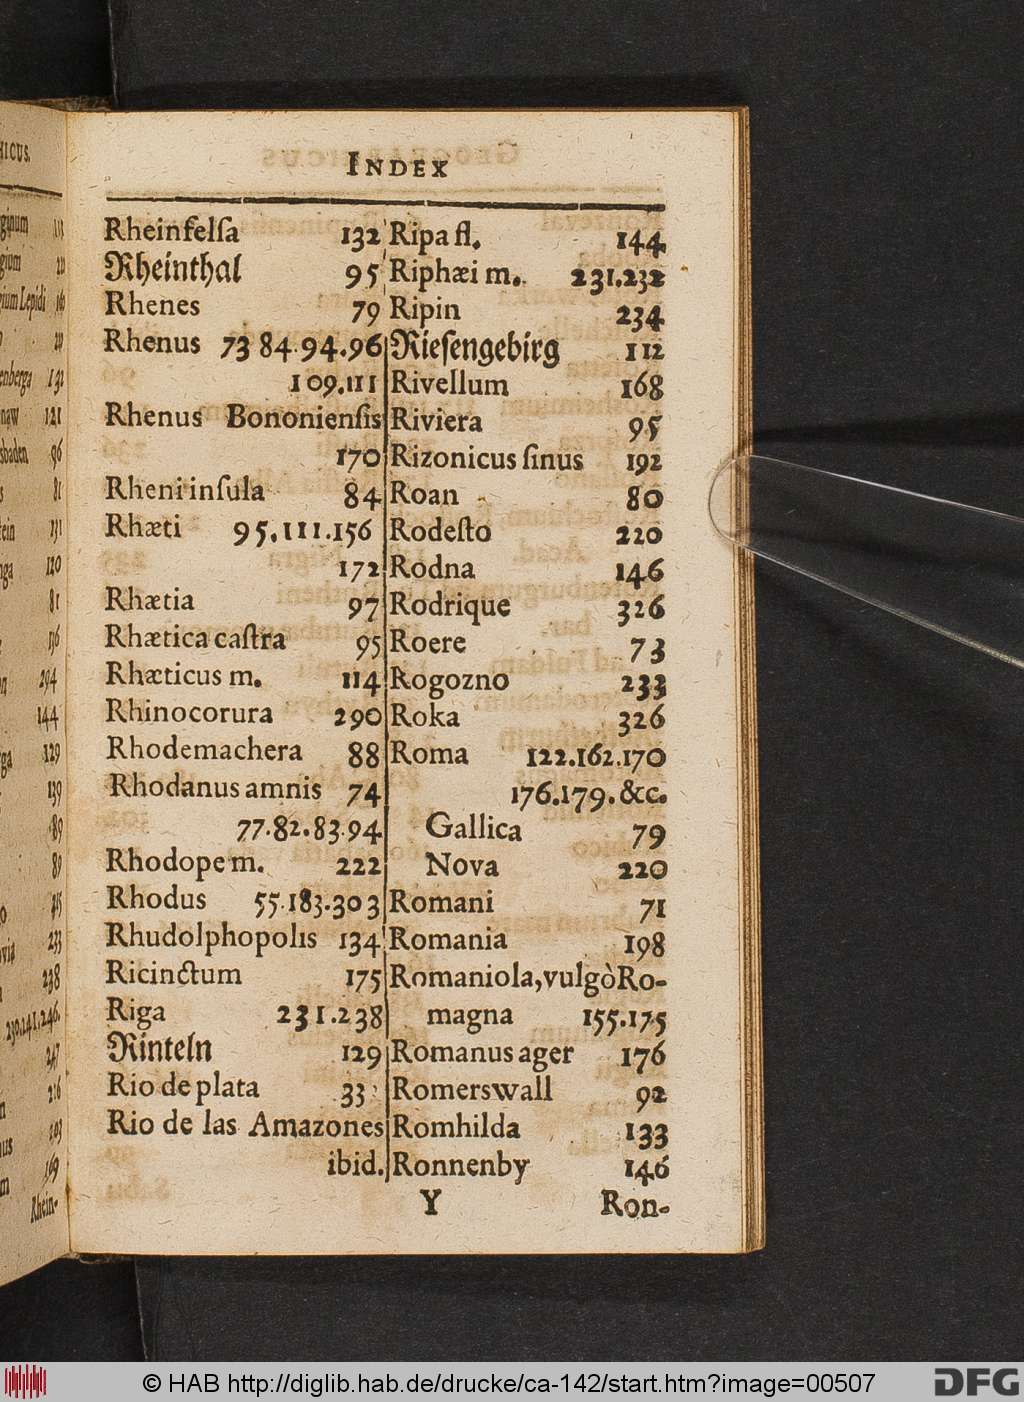 INDEX
Rheinfelſa 132
Rheinthal 95
Rhenes 79
Rhenus 73 84.94.96
109.111
Rhenus Bononienſis
170
Rheni inſula 84
Rhæti 95.111.156
172
Rhætia 97
Rhætica caſtra 95
Rhæticus m. 114
Rhinocorura 290
Rhodemachera 88
Rhodanus amnis 74
77.82.83.94
Rhodope m. 222
Rhodus 55.183.303
Rhudolphopolis 134
Ricinctum 175
Riga 231.238
Rinteln 129
Rio de plata 33
Rio de las Amazones
ibid.
Ripa fl. 144
Riphæi m. 231.232
Ripin 234
Rieſengebirg 112
Rivellum 168
Riviera 95
Rizonicus ſinus 192
Roan 80
Rodeſto 220
Rodna 146
Rodrique 326
Roere 73
Rogozno 233
Roka 326
Roma 122.162.170
176.179.&c.
Gallica 79
Nova 220
Romani 71
Romania 198
Romaniola, vulgò Ro-
magna 155.175
Romanus ager 176
Romerswall 92
Romhilda 133
Ronnenby 146
Y Ron-
© HAB http://diglib.hab.de/drucke/ca-142/start.htm?image=00507
DFG